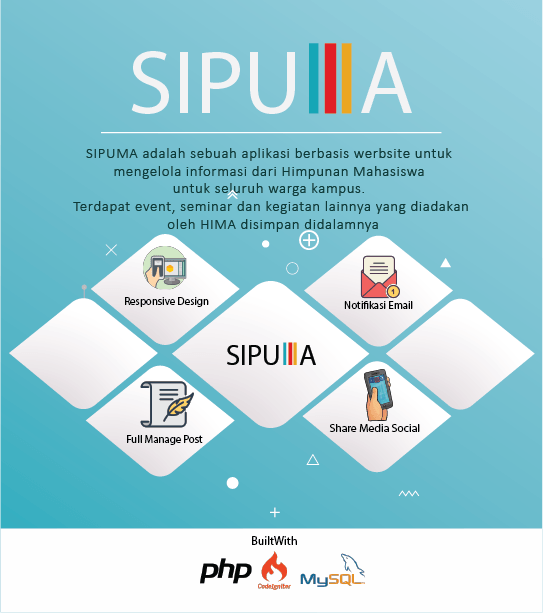 SIPUMA
SIPUMA adalah sebuah aplikasi berbasis werbsite untuk
mengelola informasi dari Himpunan Mahasiswa
untuk seluruh warga kampus.
Terdapat event, seminar dan kegiatan lainnya yang diadakan
oleh HIMA disimpan didalamnya
Responsive Design
1
Notifikasi Email
SIPUMA
Full Manage Post
Share Media Social
BuiltWith
php
CodeIgniter
MySQL